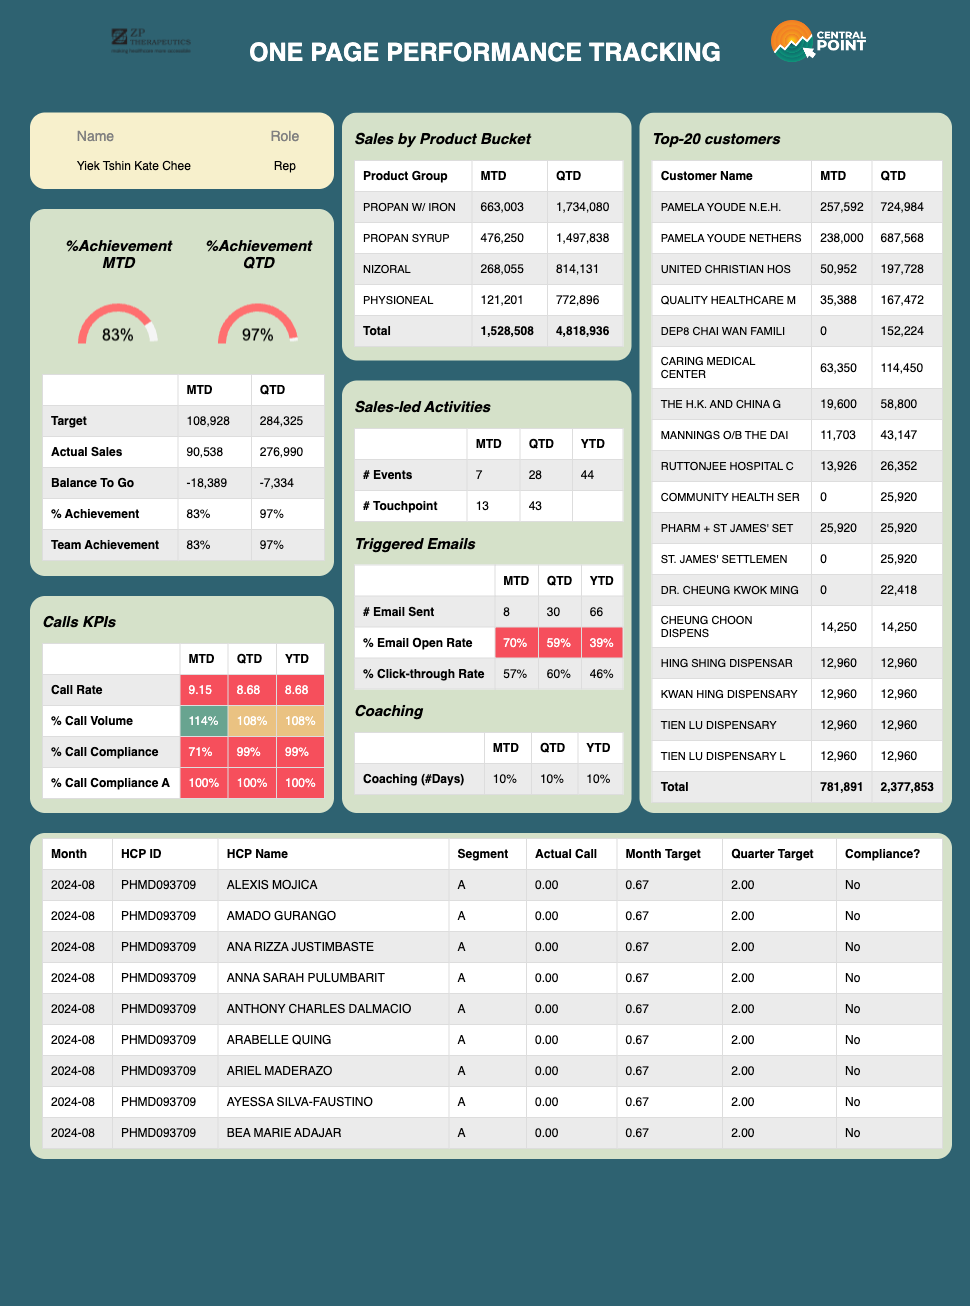 ZP
THERAPEUTICS
making healthcare more accessible
ONE PAGE PERFORMANCE TRACKING
CENTRAL
POINT
Name Role
Yiek Tshin Kate Chee Rep
%Achievement MTD
%Achievement QTD
83% 97%
MTD QTD
Target 108,928 284,325
Actual Sales 90,538 276,990
Balance To Go -18,389 -7,334
% Achievement 83% 97%
Team Achievement 83% 97%
Calls KPIs
MTD QTD YTD
Call Rate 9.15 8.68 8.68
% Call Volume 114% 108% 108%
% Call Compliance 71% 99% 99%
% Call Compliance A 100% 100% 100%
Sales by Product Bucket
Product Group MTD QTD
PROPAN W/ IRON 663,003 1,734,080
PROPAN SYRUP 476,250 1,497,838
NIZORAL 268,055 814,131
PHYSIONEAL 121,201 772,896
Total 1,528,508 4,818,936
Sales-led Activities
MTD QTD YTD
# Events 7 28 44
# Touchpoint 13 43
Triggered Emails
MTD QTD YTD
# Email Sent 8 30 66
% Email Open Rate 70% 59% 39%
% Click-through Rate 57% 60% 46%
Coaching
MTD QTD YTD
Coaching (#Days) 10% 10% 10%
Top-20 customers
Customer Name MTD QTD
PAMELA YOUDE N.E.H. 257,592 724,984
PAMELA YOUDE NETHERS 238,000 687,568
UNITED CHRISTIAN HOS 50,952 197,728
QUALITY HEALTHCARE M 35,388 167,472
DEP8 CHAI WAN FAMILI 0 152,224
CARING MEDICAL
CENTER 63,350 114,450
THE H.K. AND CHINA G 19,600 58,800
MANNINGS O/B THE DAI 11,703 43,147
RUTTONJEE HOSPITAL C 13,926 26,352
COMMUNITY HEALTH SER 0 25,920
PHARM + ST JAMES' SET 25,920 25,920
ST. JAMES' SETTLEMEN 0 25,920
DR. CHEUNG KWOK MING 0 22,418
CHEUNG CHOON
DISPENS 14,250 14,250
HING SHING DISPENSAR 12,960 12,960
KWAN HING DISPENSARY 12,960 12,960
TIEN LU DISPENSARY 12,960 12,960
TIEN LU DISPENSARY L 12,960 12,960
Total 781,891 2,377,853
Month HCP ID HCP Name Segment Actual Call Month Target Quarter Target Compliance?
2024-08 PHMD093709 ALEXIS MOJICA A 0.00 0.67 2.00 No
2024-08 PHMD093709 AMADO GURANGO A 0.00 0.67 2.00 No
2024-08 PHMD093709 ANA RIZZA JUSTIMBASTE A 0.00 0.67 2.00 No
2024-08 PHMD093709 ANNA SARAH PULUMBARIT A 0.00 0.67 2.00 No
2024-08 PHMD093709 ANTHONY CHARLES DALMACIO A 0.00 0.67 2.00 No
2024-08 PHMD093709 ARABELLE QUING A 0.00 0.67 2.00 No
2024-08 PHMD093709 ARIEL MADERAZO A 0.00 0.67 2.00 No
2024-08 PHMD093709 AYESSA SILVA-FAUSTINO A 0.00 0.67 2.00 No
2024-08 PHMD093709 BEA MARIE ADAJAR A 0.00 0.67 2.00 No